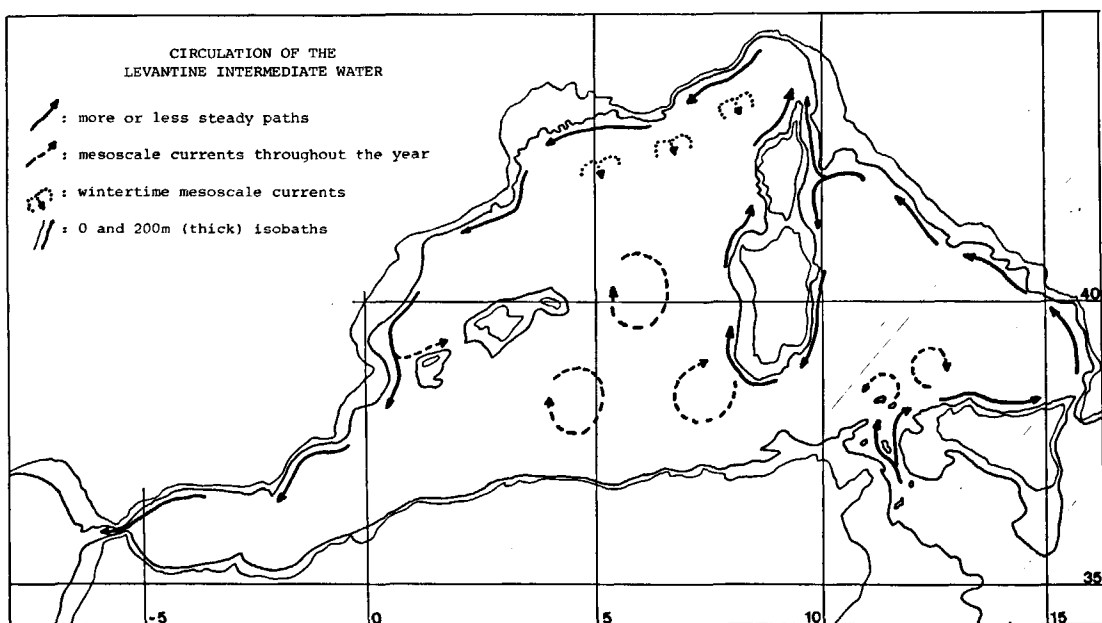 CIRCULATION OF THE
LEVANTINE INTERMEDIATE WATER
: more or less steady paths
: mesoscale currents throughout the year
: wintertime mesoscale currents
: 0 and 200m (thick) isobaths
40
35
-5
0
5
10
15